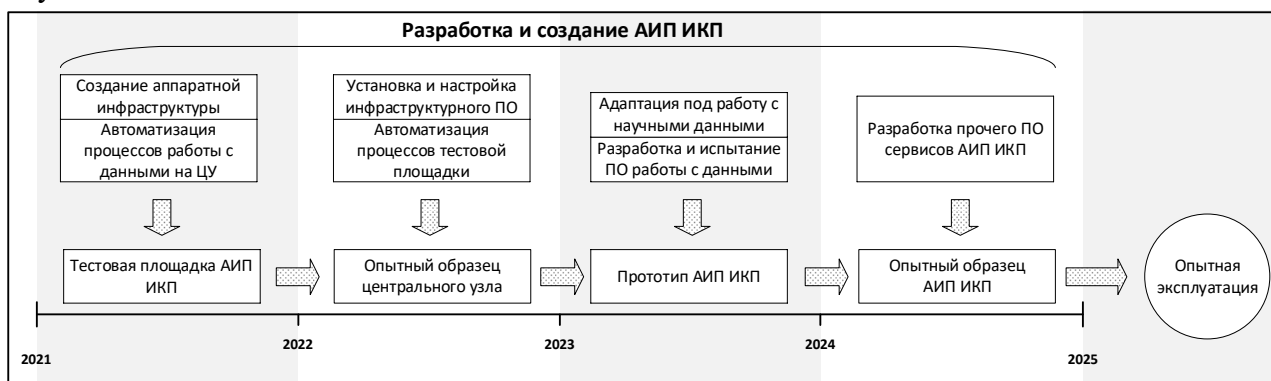 Разработка и создание АИП ИКП
Создание аппаратной
инфраструктуры
Автоматизация
процессов работы с
данными на ЦУ
Установка и настройка
инфраструктурного ПО
Автоматизация
процессов тестовой
площадки
Адаптация под работу с
научными данными
Разработка и испытание
ПО работы с данными
Разработка прочего ПО
сервисов АИП ИКП
Тестовая площадка АИП
ИКП
Опытный образец
центрального узла
Прототип АИП ИКП
Опытный образец
АИП ИКП
Опытная
эксплуатация
2021
2022
2023
2024
2025